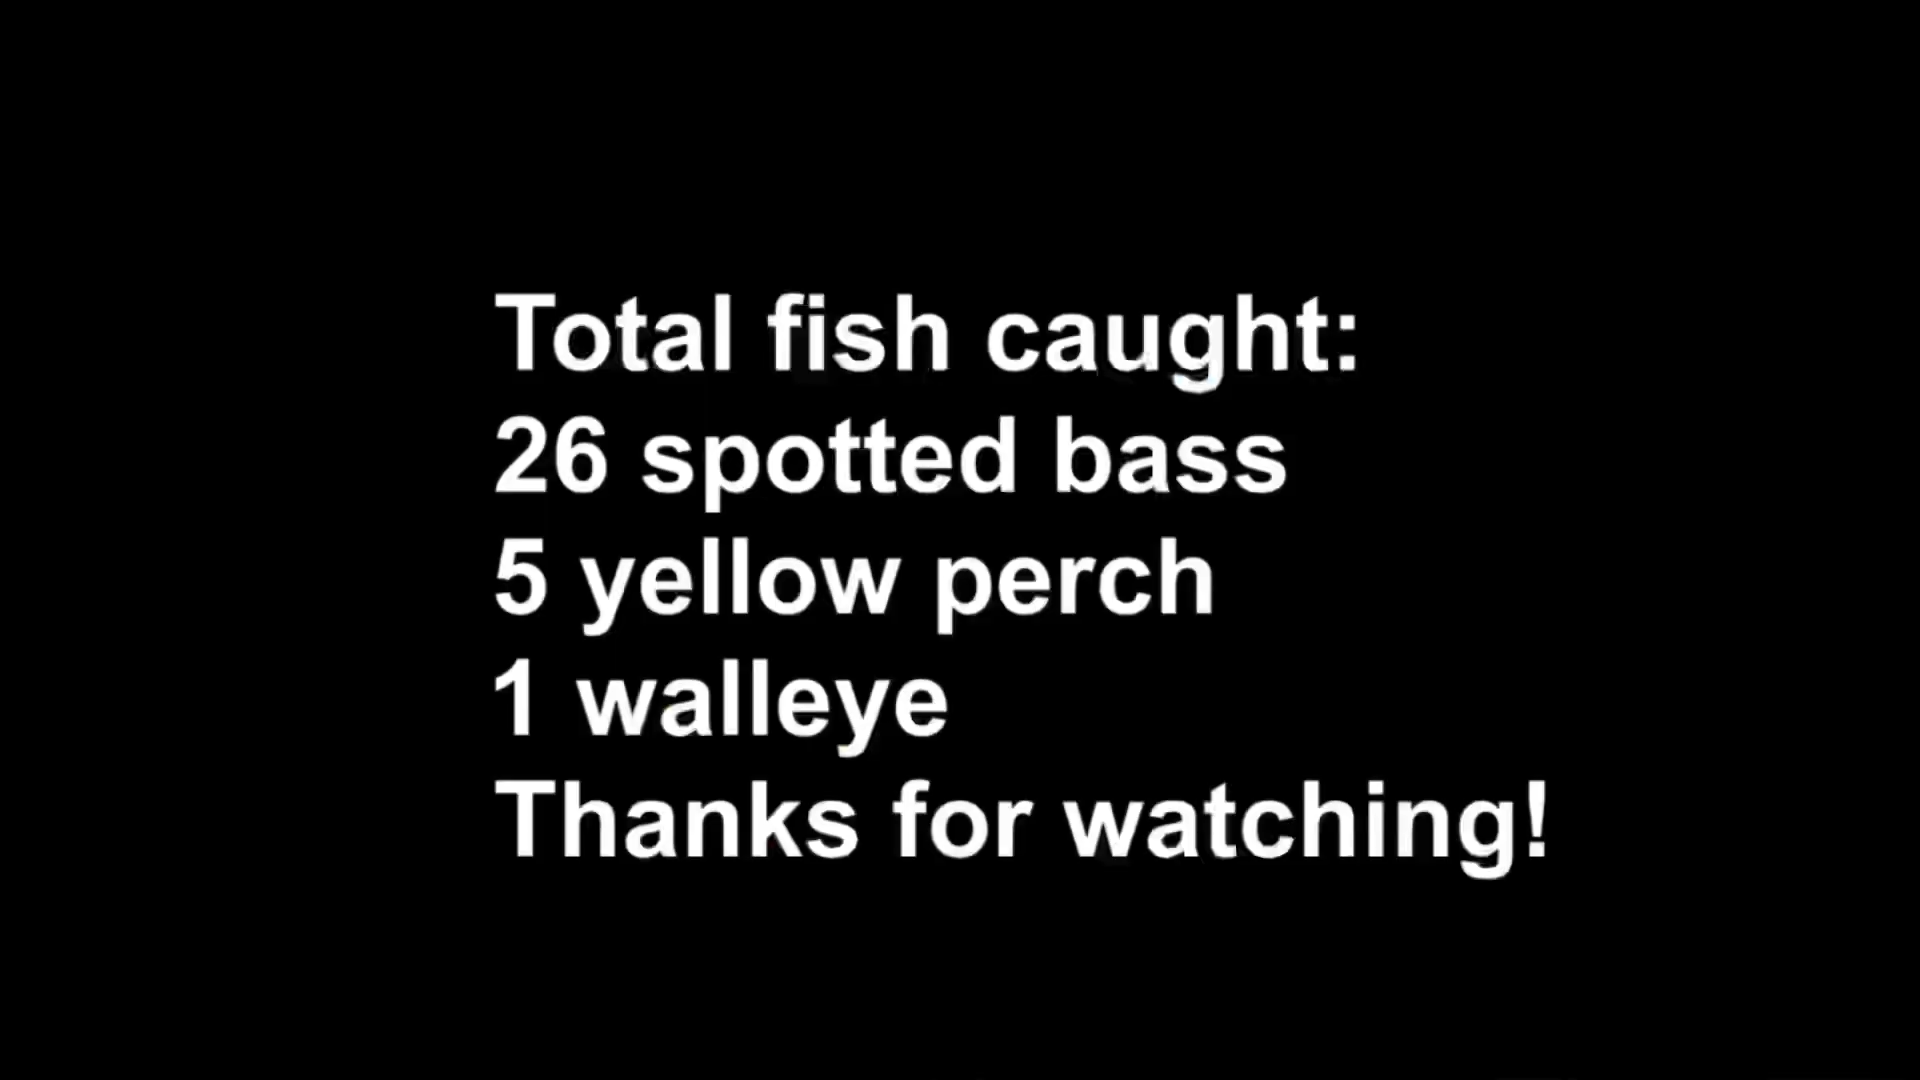 Total fish caught:
26 spotted bass
5 yellow perch
1 walleye
Thanks for watching!